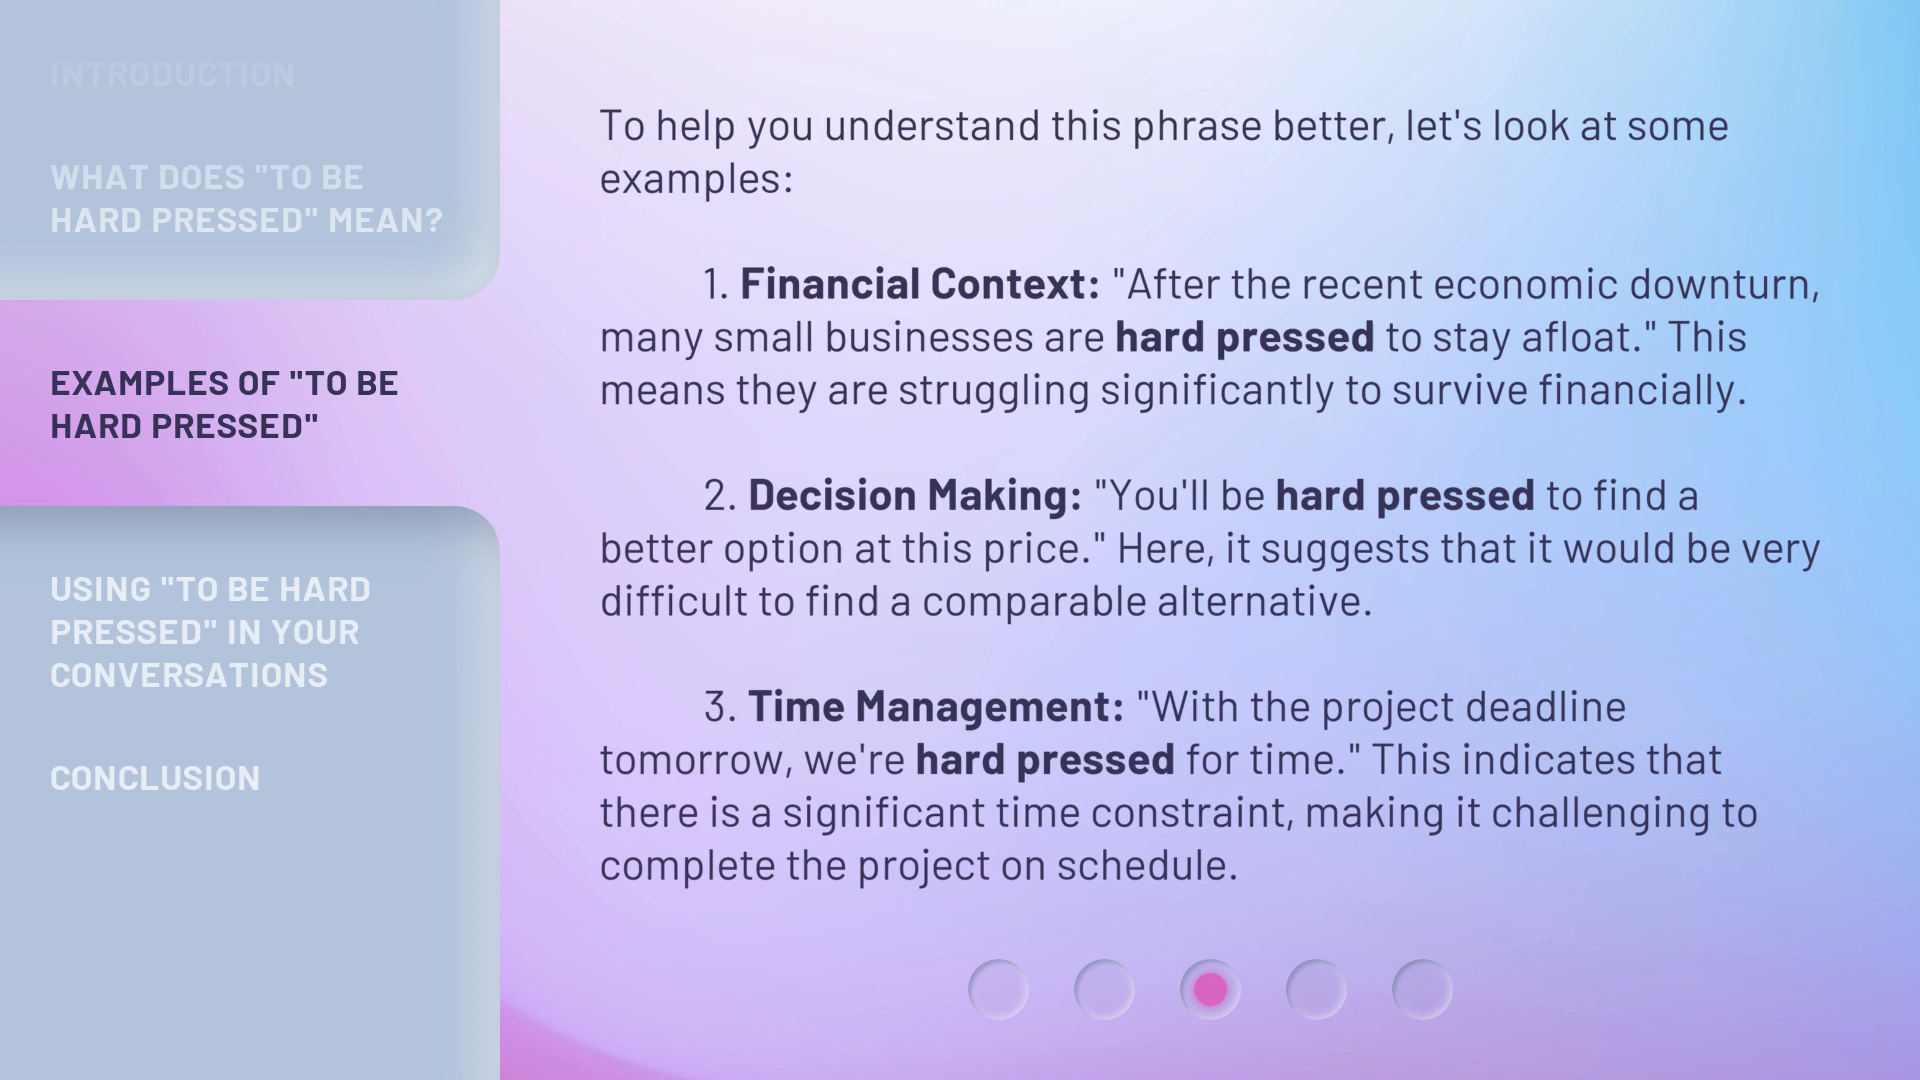 INTRODUCTION
WHAT DOES "TO BE
HARD PRESSED" MEAN?
EXAMPLES OF "TO BE
HARD PRESSED"
USING "TO BE HARD
PRESSED" IN YOUR
CONVERSATIONS
CONCLUSION
To help you understand this phrase better, let's look at some
examples:
1. Financial Context: "After the recent economic downturn,
many small businesses are hard pressed to stay afloat." This
means they are struggling significantly to survive financially.
2. Decision Making: "You'll be hard pressed to find a
better option at this price." Here, it suggests that it would be very
difficult to find a comparable alternative.
3. Time Management: "With the project deadline
tomorrow, we're hard pressed for time." This indicates that
there is a significant time constraint, making it challenging to
complete the project on schedule.